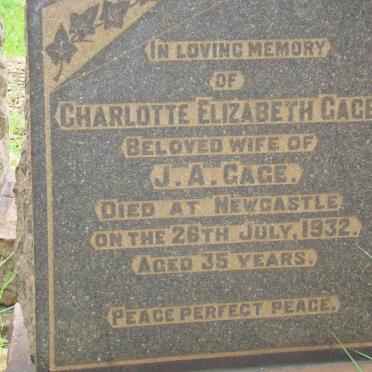 IN LOVING MEMORY
OF
CHARLOTTE ELIZABETH GAGE
BELOVED WIFE OF
J. A. GAGE.
DIED AT NEWCASTLE
ON THE 26TH JULY, 1932.
AGED 35 YEARS.
PEACE PERFECT PEACE.